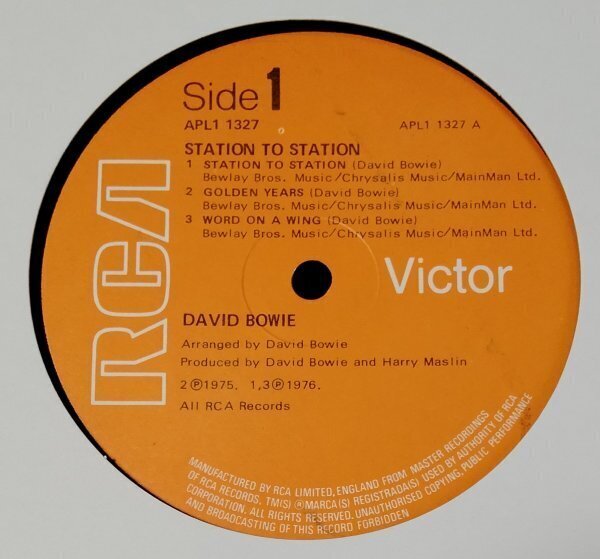 Side 1
APL1 1327
APL1 1327 A
STATION TO STATION
1 STATION TO STATION (David Bowie)
Bewlay Bros. Music/Chrysalis Music/MainMan Ltd.
2 GOLDEN YEARS (David Bowie)
Bewlay Bros. Music/Chrysalis Music/MainMan Ltd.
3 WORD ON A WING (David Bowie)
Bewlay Bros. Music/Chrysalis Music/MainMan Ltd.
RCA
Victor
DAVID BOWIE
Arranged by David Bowie
Produced by David Bowie and Harry Maslin
2 ℗ 1975. 1,3 ℗ 1976.
All RCA Records
MANUFACTURED BY RCA LIMITED, ENGLAND FROM MASTER RECORDINGS
OF RCA RECORDS. TM(S) ® MARCA(S) REGISTRADA(S) USED BY AUTHORITY OF RCA
CORPORATION. ALL RIGHTS RESERVED. UNAUTHORISED COPYING, PUBLIC PERFORMANCE
AND BROADCASTING OF THIS RECORD FORBIDDEN